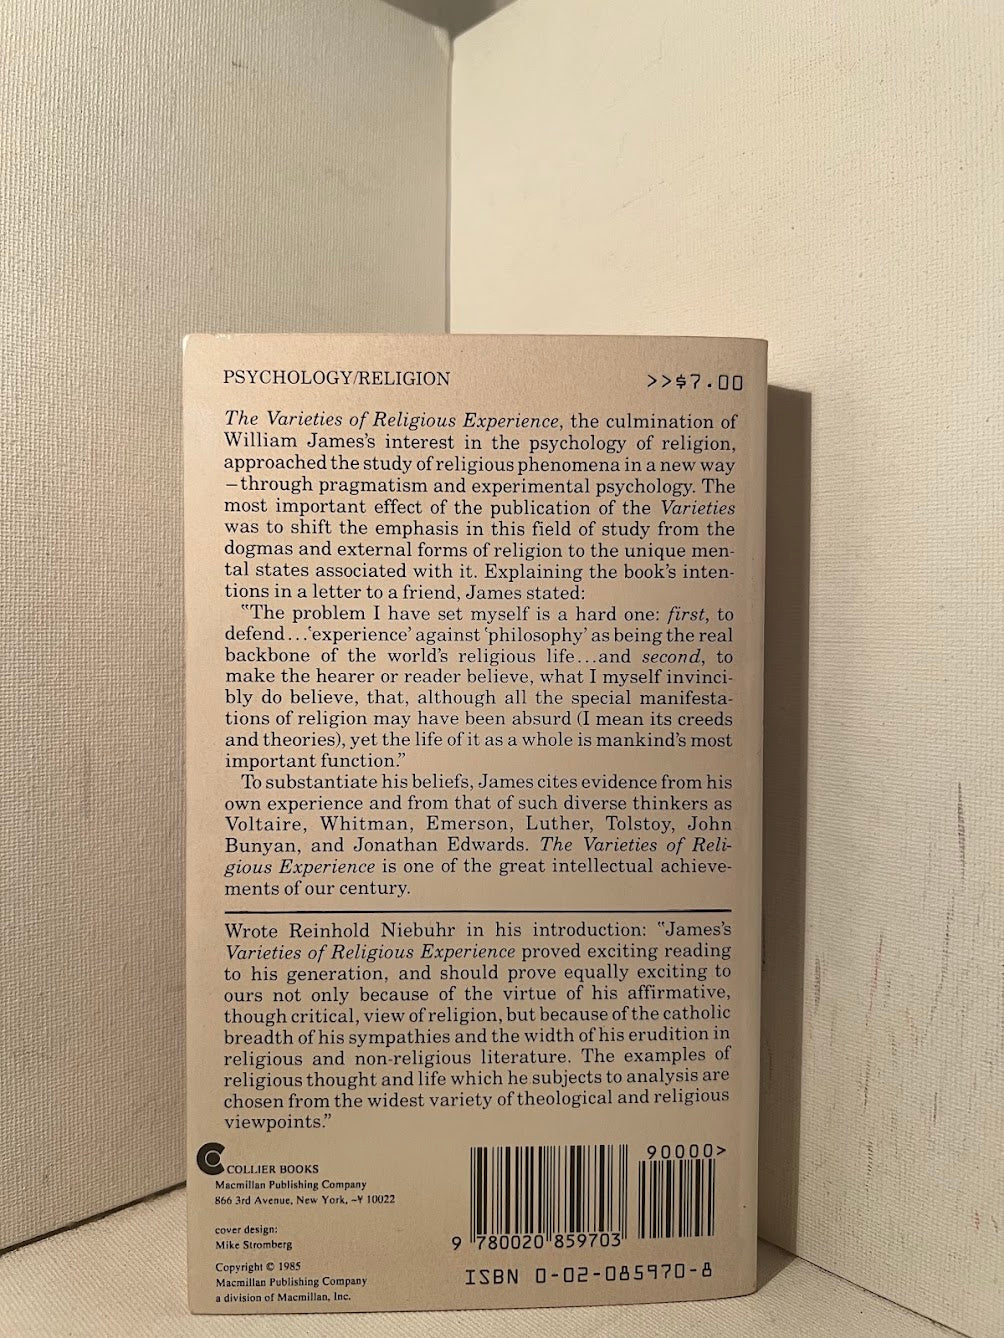 PSYCHOLOGY/RELIGION
>>$7.00
The Varieties of Religious Experience, the culmination of
William James's interest in the psychology of religion,
approached the study of religious phenomena in a new way
–through pragmatism and experimental psychology. The
most important effect of the publication of the Varieties
was to shift the emphasis in this field of study from the
dogmas and external forms of religion to the unique men-
tal states associated with it. Explaining the book's inten-
tions in a letter to a friend, James stated:
"The problem I have set myself is a hard one: first, to
defend...'experience' against 'philosophy' as being the real
backbone of the world's religious life...and second, to
make the hearer or reader believe, what I myself invinci-
bly do believe, that, although all the special manifesta-
tions of religion may have been absurd (I mean its creeds
and theories), yet the life of it as a whole is mankind's most
important function."
To substantiate his beliefs, James cites evidence from his
own experience and from that of such diverse thinkers as
Voltaire, Whitman, Emerson, Luther, Tolstoy, John
Bunyan, and Jonathan Edwards. The Varieties of Reli-
gious Experience is one of the great intellectual achieve-
ments of our century.
Wrote Reinhold Niebuhr in his introduction: "James's
Varieties of Religious Experience proved exciting reading
to his generation, and should prove equally exciting to
ours not only because of the virtue of his affirmative,
though critical, view of religion, but because of the catholic
breadth of his sympathies and the width of his erudition in
religious and non-religious literature. The examples of
religious thought and life which he subjects to analysis are
chosen from the widest variety of theological and religious
viewpoints."
COLLIER BOOKS
Macmillan Publishing Company
866 3rd Avenue, New York, –Y 10022
cover design:
Mike Stromberg
Copyright © 1985
Macmillan Publishing Company
a division of Macmillan, Inc.
90000>
9 780020 859703
ISBN 0-02-085970-8